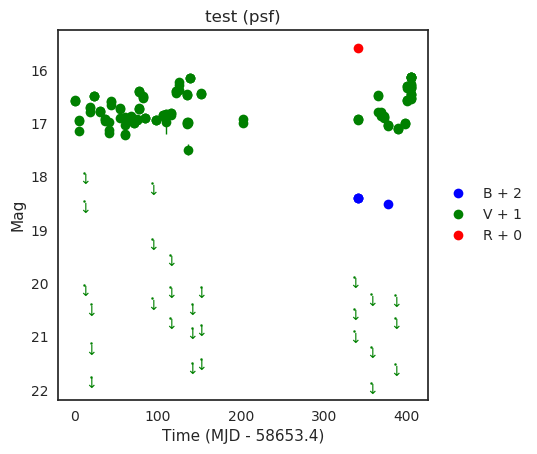 test (psf)
16
17
18
19
20
21
22
Mag
0
100
200
300
400
Time (MJD - 58653.4)
B + 2
V + 1
R + 0